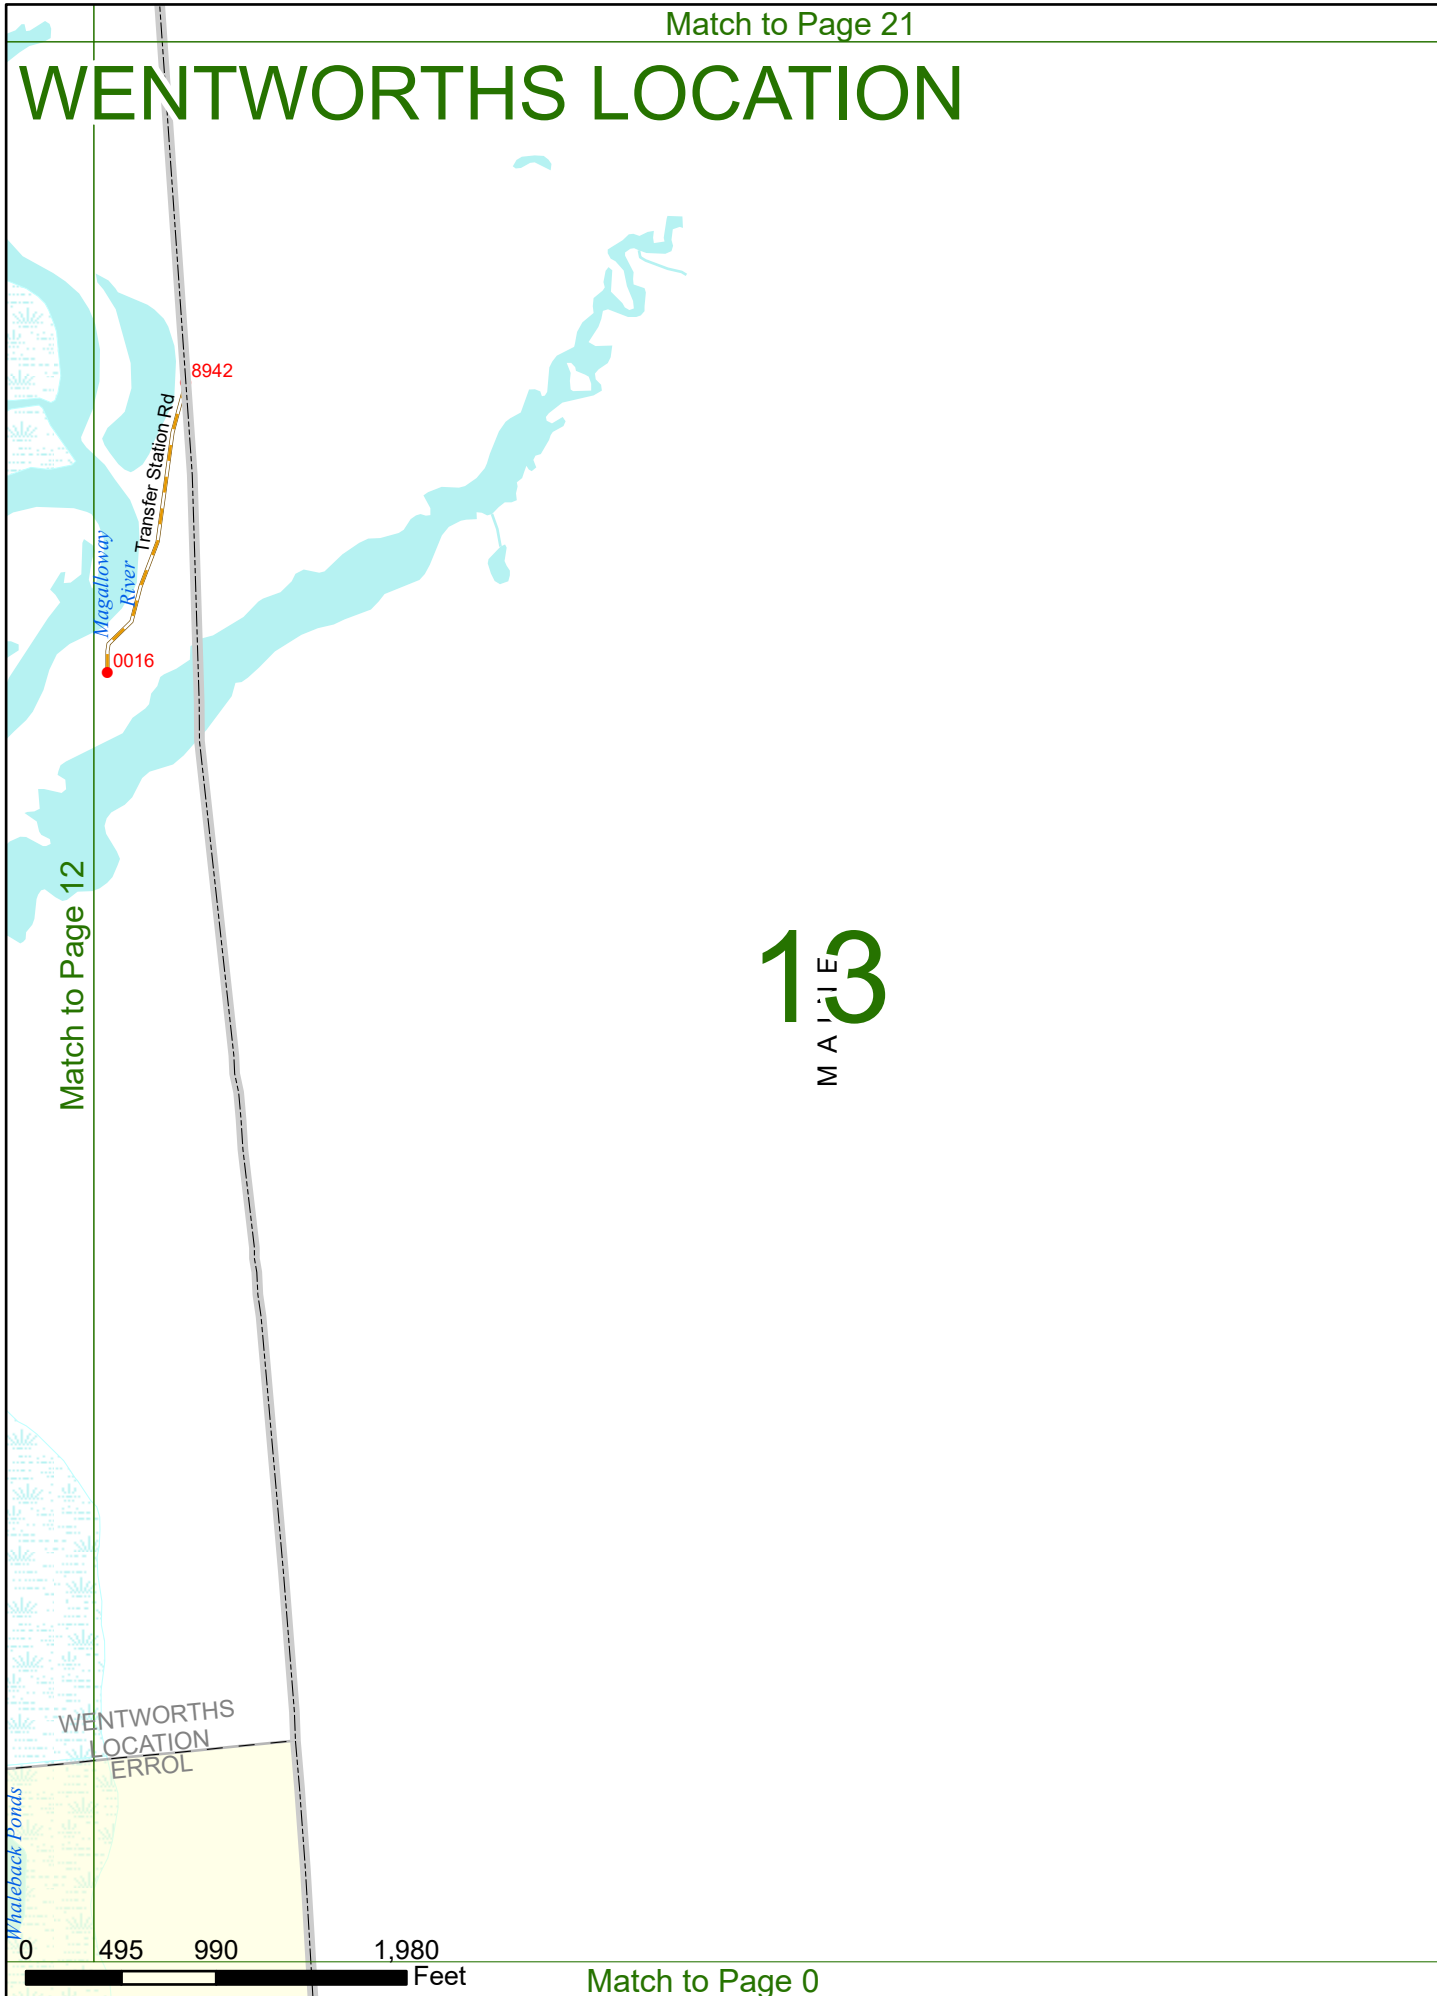 Match to Page 21
WENTWORTHS LOCATION
8942
Transfer Station Rd
Magalloway
River
0016
Match to Page 12
13
MAINE
WENTWORTHS
LOCATION
ERROL
Whaleback Ponds
0 495 990 1,980
Feet
Match to Page 0